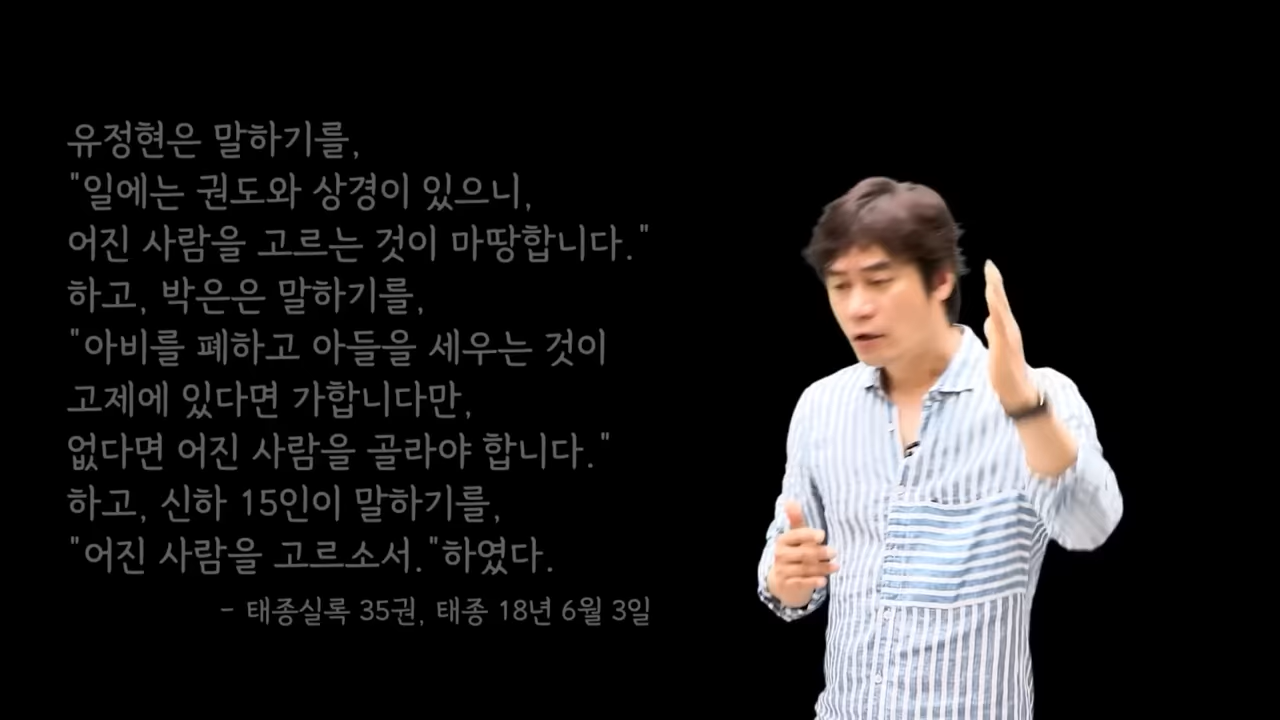 유정현은 말하기를,
"일에는 권도와 상경이 있으니,
어진 사람을 고르는 것이 마땅합니다."
하고, 박은은 말하기를,
"아비를 폐하고 아들을 세우는 것이
고제에 있다면 가합니다만,
없다면 어진 사람을 골라야 합니다."
하고, 신하 15인이 말하기를,
"어진 사람을 고르소서."하였다.
- 태종실록 35권, 태종 18년 6월 3일